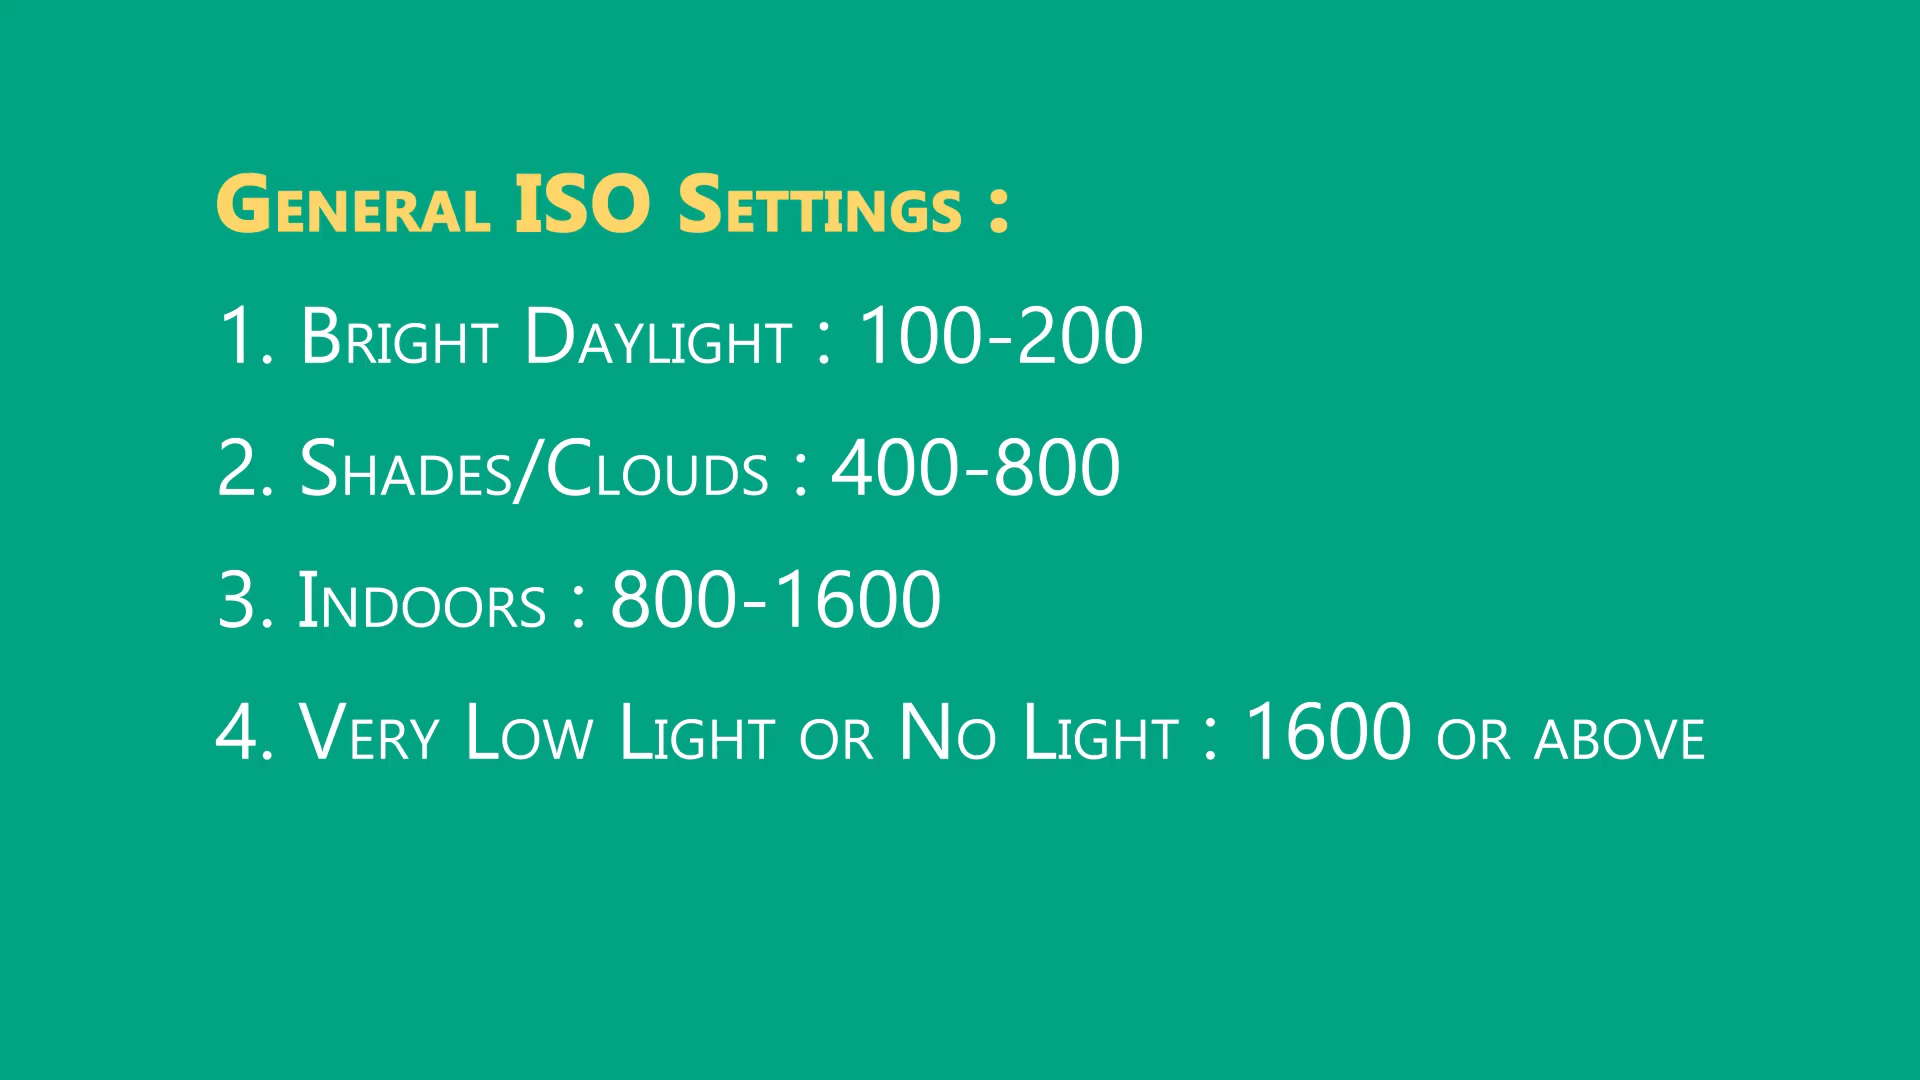 General ISO Settings :
1. Bright Daylight : 100-200
2. Shades/Clouds : 400-800
3. Indoors : 800-1600
4. Very Low Light or No Light : 1600 or above